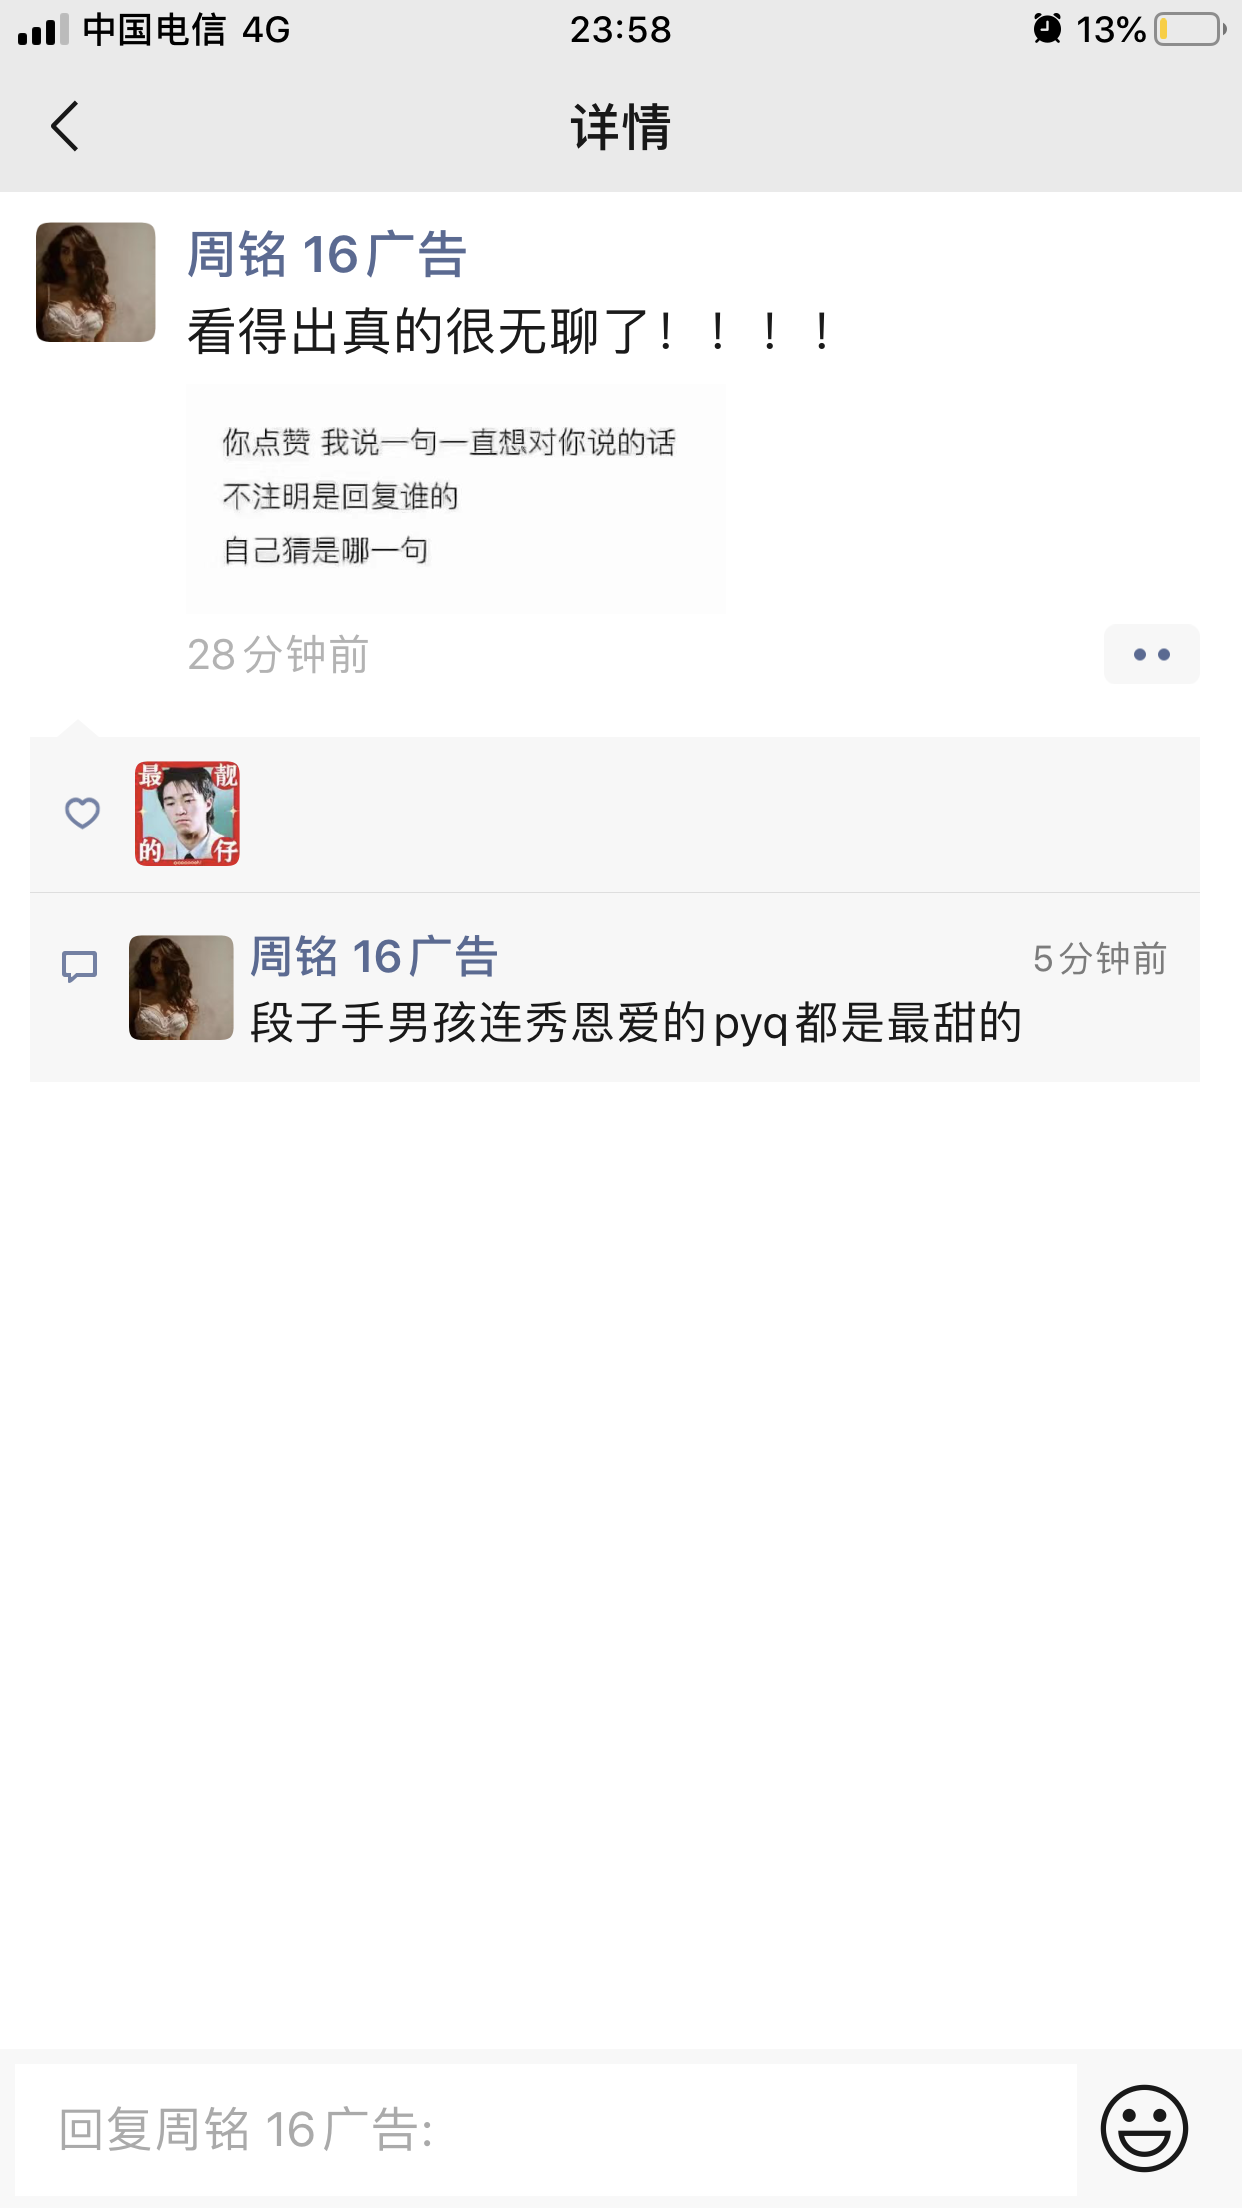 中国电信 4G
23:58
13%
详情
周铭 16广告
看得出真的很无聊了！！！！
你点赞 我说一句一直想对你说的话
不注明是回复谁的
自己猜是哪一句
28分钟前
最靓
的仔
周铭 16广告
5分钟前
段子手男孩连秀恩爱的pyq都是最甜的
回复周铭 16广告: